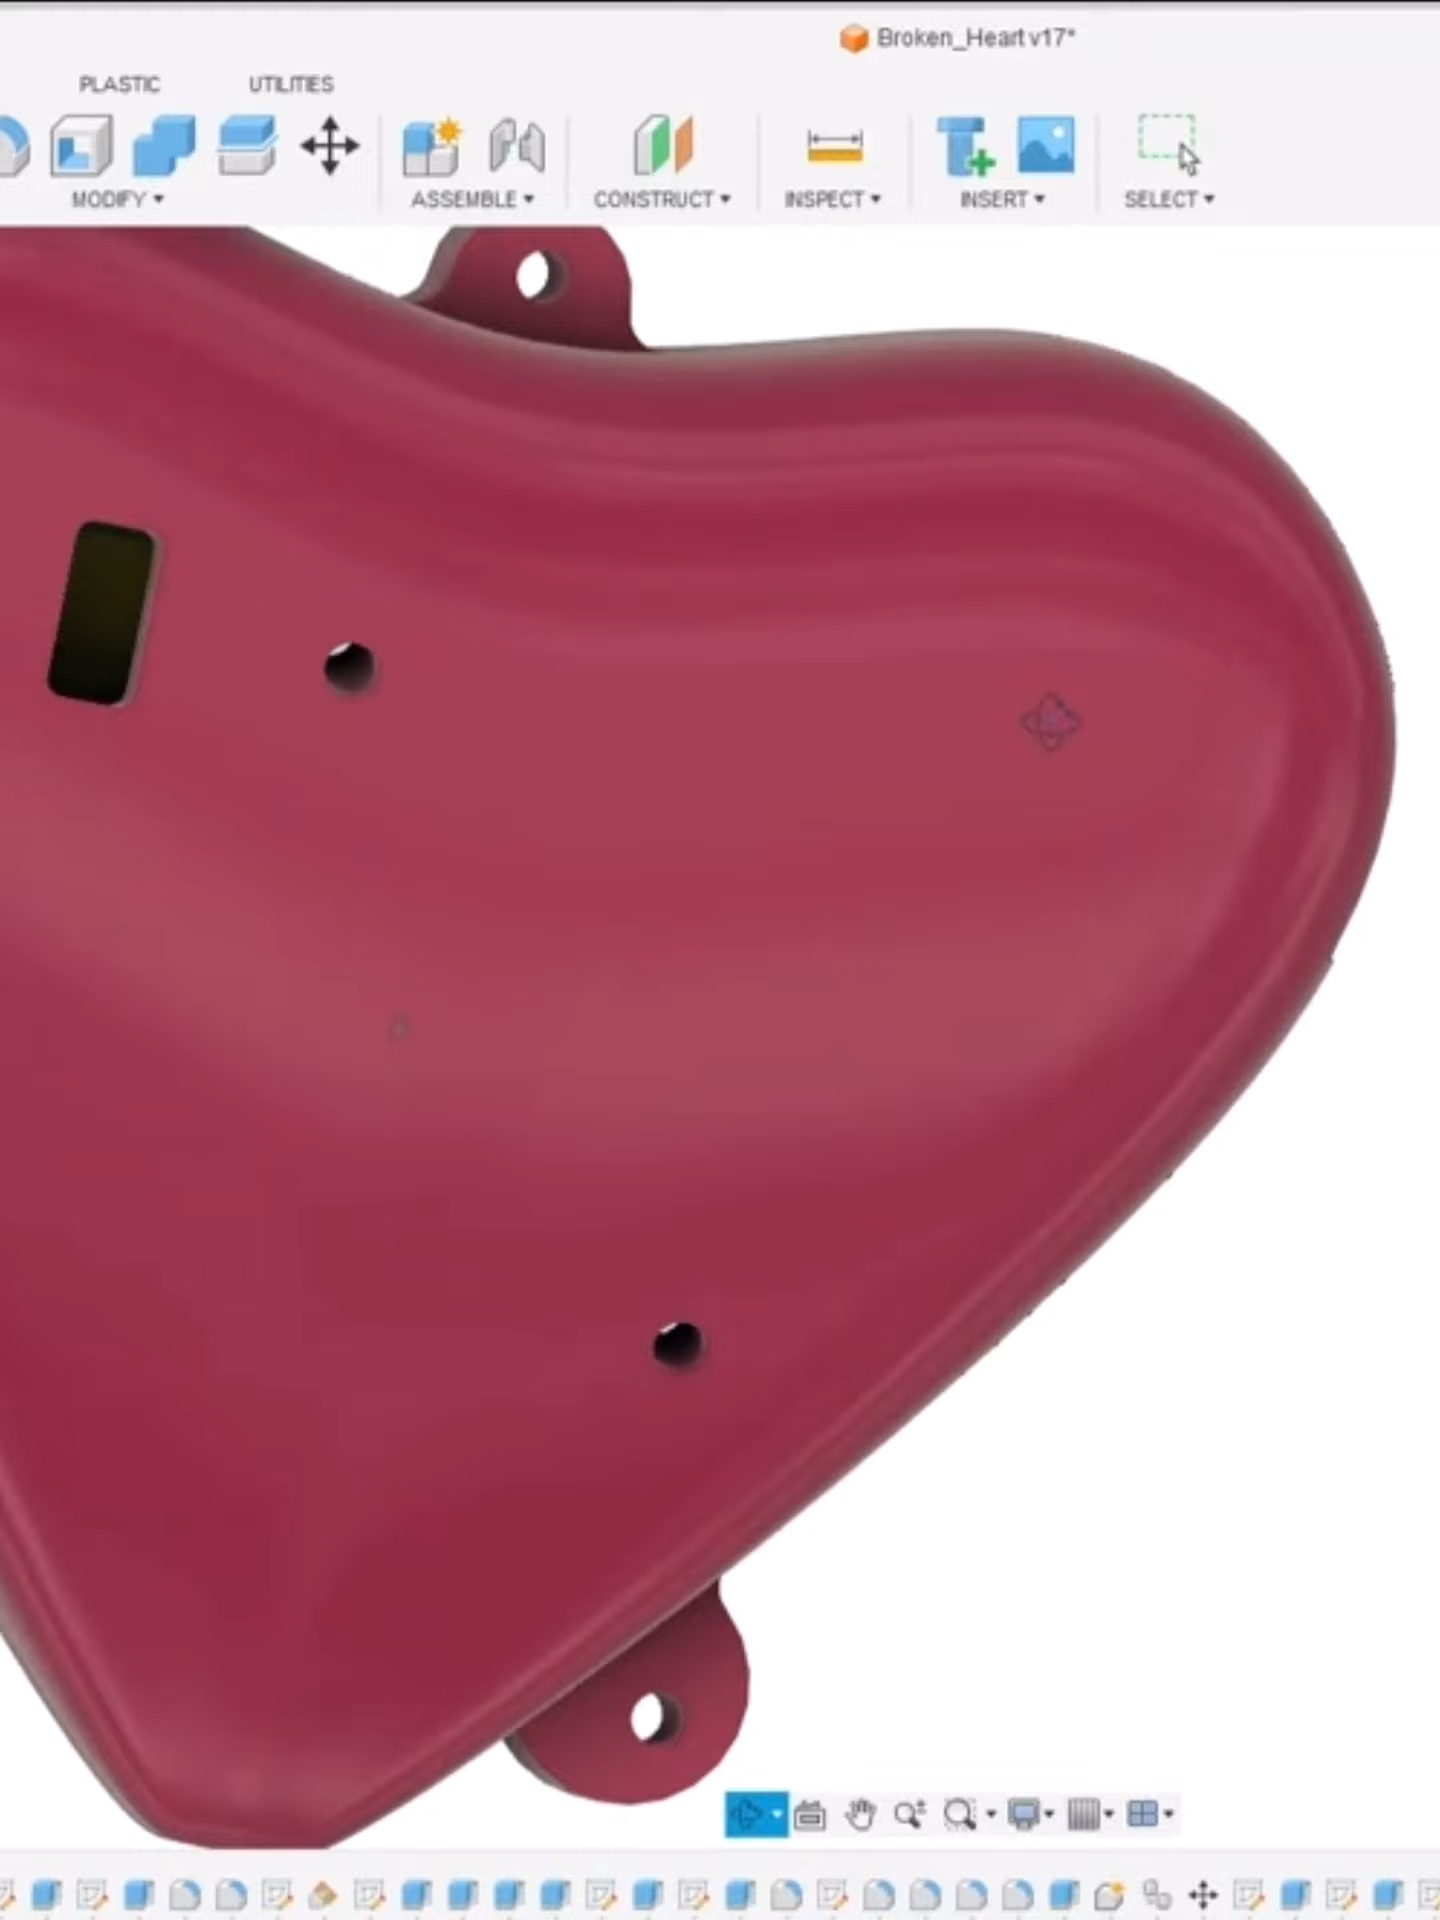 Broken_Heart v17*
PLASTIC UTILITIES
MODIFY ASSEMBLE CONSTRUCT INSPECT INSERT SELECT